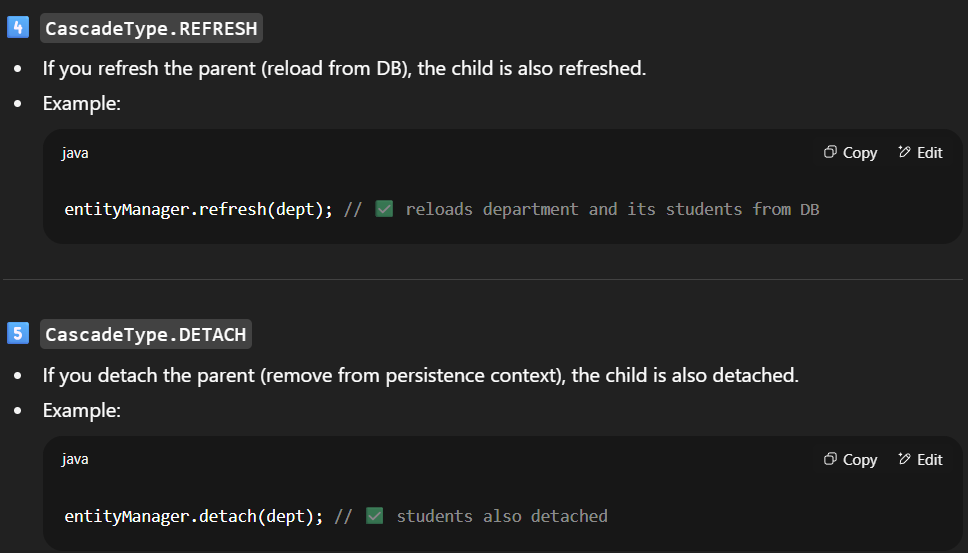 4 CascadeType.REFRESH
• If you refresh the parent (reload from DB), the child is also refreshed.
• Example:
java Copy Edit
entityManager.refresh(dept); // ✅ reloads department and its students from DB
5 CascadeType.DETACH
• If you detach the parent (remove from persistence context), the child is also detached.
• Example:
java Copy Edit
entityManager.detach(dept); // ✅ students also detached